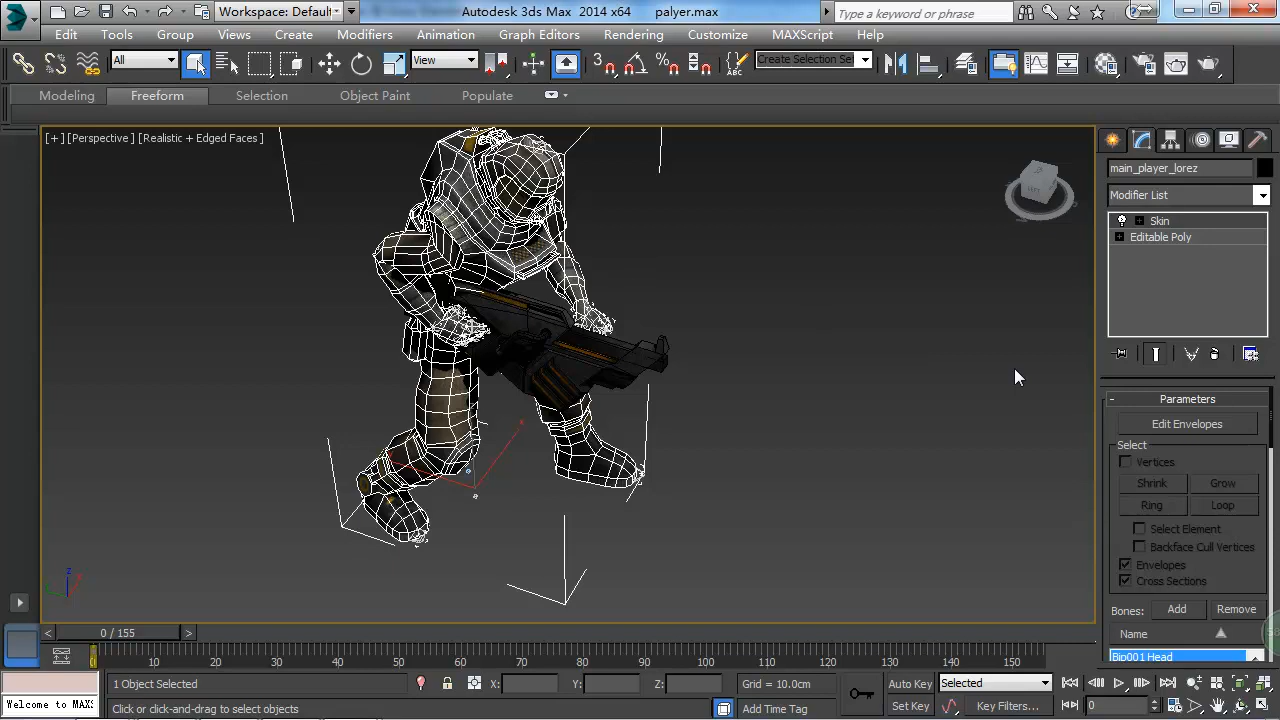 Workspace: Default
Autodesk 3ds Max 2014 x64
palyer.max
Type a keyword or phrase
Edit Tools Group Views Create Modifiers Animation Graph Editors Rendering Customize MAXScript Help
All
View
3
Create Selection Se
Modeling Freeform Selection Object Paint Populate
[ + ] [Perspective ] [Realistic + Edged Faces ]
main_player_lorez
Modifier List
Skin
Editable Poly
Parameters
Edit Envelopes
Select
Vertices
Shrink Grow
Ring Loop
Select Element
Backface Cull Vertices
Envelopes
Cross Sections
Bones: Add Remove
Name
Bip001 Head
z
0 / 155
10 20 30 40 50 60 70 80 90 100 110 120 130 140 150
1 Object Selected
X: Y: Z:
Grid = 10.0cm
Auto Key Selected
Welcome to MAX
Click or click-and-drag to select objects
Add Time Tag
Set Key Key Filters...
0